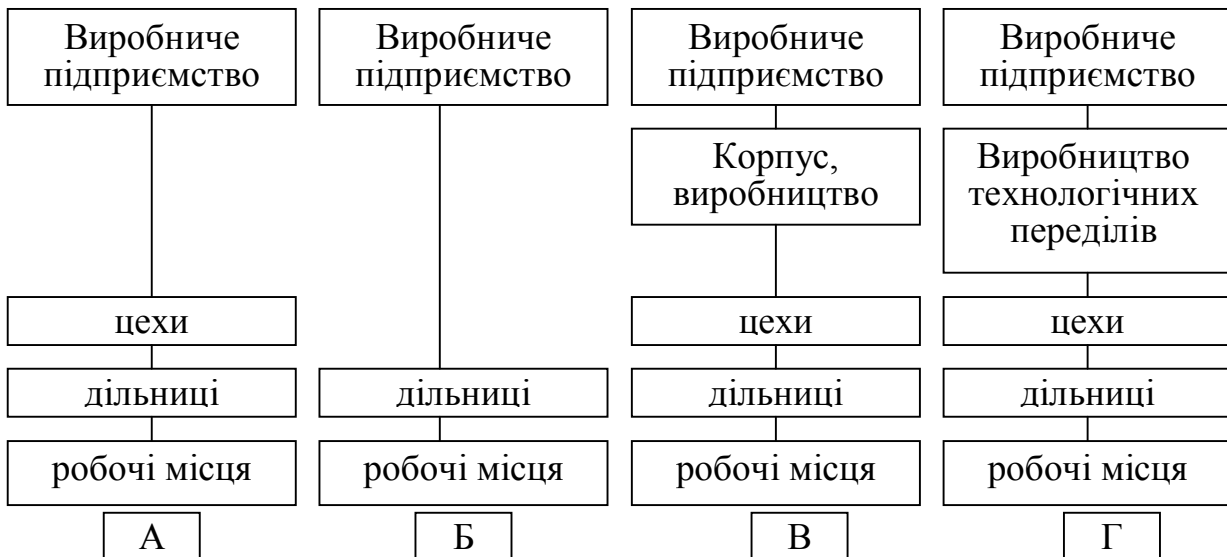 Виробниче
підприємство
цехи
дільниці
робочі місця
А
Виробниче
підприємство
дільниці
робочі місця
Б
Виробниче
підприємство
Корпус,
виробництво
цехи
дільниці
робочі місця
В
Виробниче
підприємство
Виробництво
технологічних
переділів
цехи
дільниці
робочі місця
Г